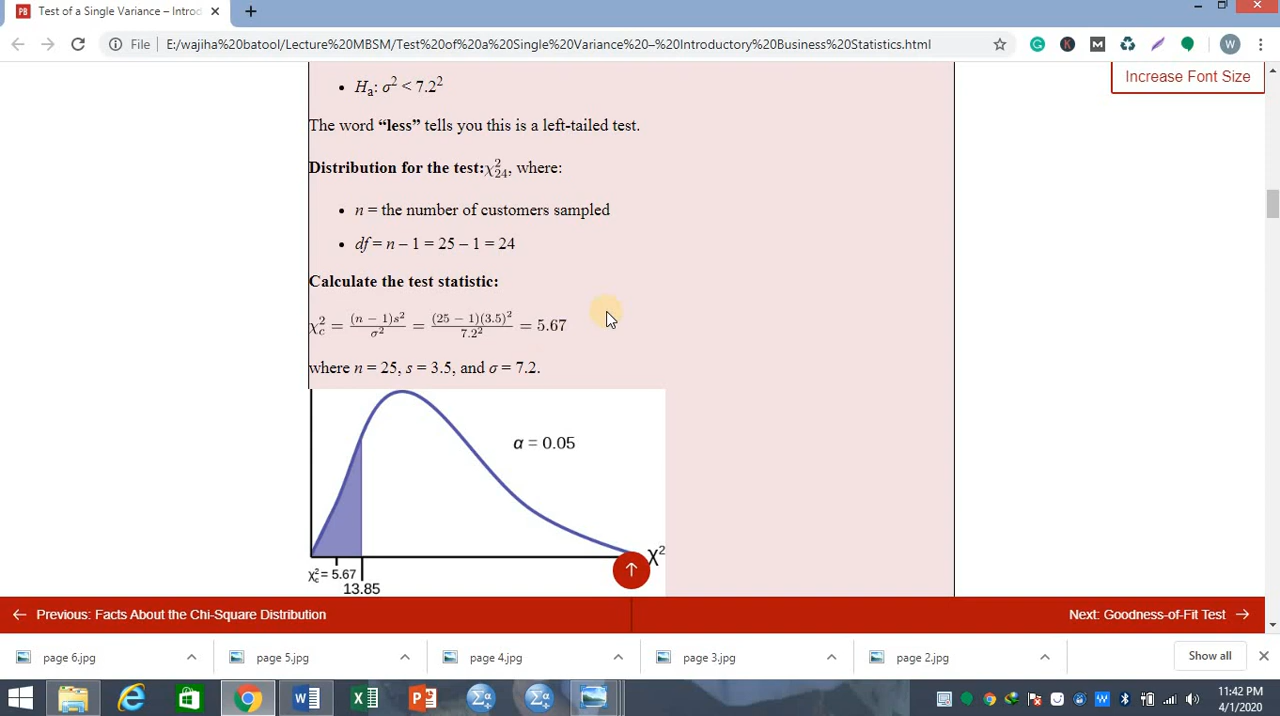 Test of a Single Variance – Introd
File E:/wajiha%20batool/Lecture%20MBSM/Test%20of%20a%20Single%20Variance%20–%20Introductory%20Business%20Statistics.html
W
Increase Font Size
• Hₐ: σ² < 7.2²
The word “less” tells you this is a left-tailed test.
Distribution for the test:χ²₂₄, where:
• n = the number of customers sampled
• df = n – 1 = 25 – 1 = 24
Calculate the test statistic:
χ²c = (n − 1)s² / σ² = (25 − 1)(3.5)² / 7.2² = 5.67
where n = 25, s = 3.5, and σ = 7.2.
α = 0.05
χ²
χ²c = 5.67
13.85
Previous: Facts About the Chi-Square Distribution
Next: Goodness-of-Fit Test
page 6.jpg
page 5.jpg
page 4.jpg
page 3.jpg
page 2.jpg
Show all
11:42 PM
4/1/2020